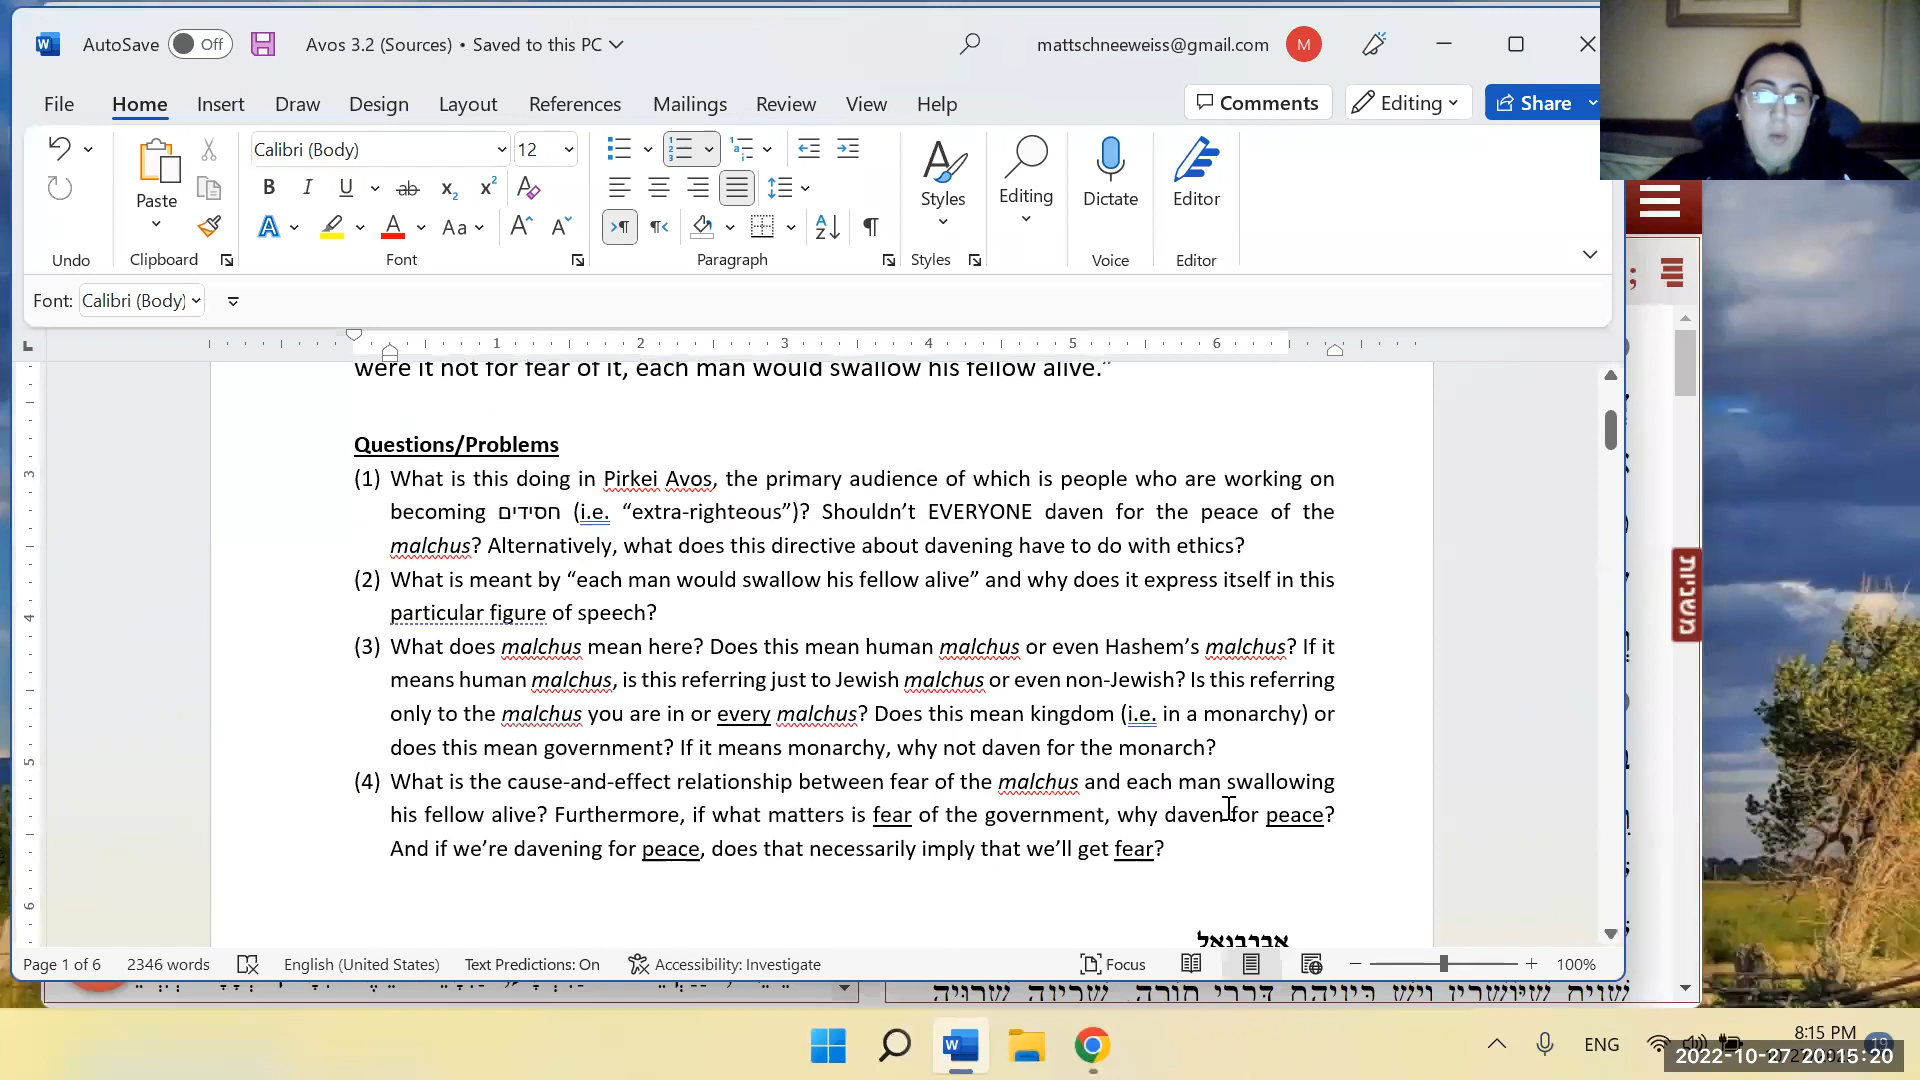 AutoSave Off Avos 3.2 (Sources) • Saved to this PC mattschneeweiss@gmail.com M
File Home Insert Draw Design Layout References Mailings Review View Help Comments Editing Share
Calibri (Body) 12
Paste
Styles Editing Dictate Editor
Undo Clipboard Font Paragraph Styles Voice Editor
Font: Calibri (Body)
1 2 3 4 5 6
were it not for fear of it, each man would swallow his fellow alive."
Questions/Problems
(1) What is this doing in Pirkei Avos, the primary audience of which is people who are working on
becoming חסידים (i.e. “extra-righteous”)? Shouldn’t EVERYONE daven for the peace of the
malchus? Alternatively, what does this directive about davening have to do with ethics?
(2) What is meant by “each man would swallow his fellow alive” and why does it express itself in this
particular figure of speech?
(3) What does malchus mean here? Does this mean human malchus or even Hashem’s malchus? If it
means human malchus, is this referring just to Jewish malchus or even non-Jewish? Is this referring
only to the malchus you are in or every malchus? Does this mean kingdom (i.e. in a monarchy) or
does this mean government? If it means monarchy, why not daven for the monarch?
(4) What is the cause-and-effect relationship between fear of the malchus and each man swallowing
his fellow alive? Furthermore, if what matters is fear of the government, why daven for peace?
And if we’re davening for peace, does that necessarily imply that we’ll get fear?
אברבנאל
משניות
Page 1 of 6 2346 words English (United States) Text Predictions: On Accessibility: Investigate Focus 100%
ENG 8:15 PM
19
2022-10-27 20:15:20